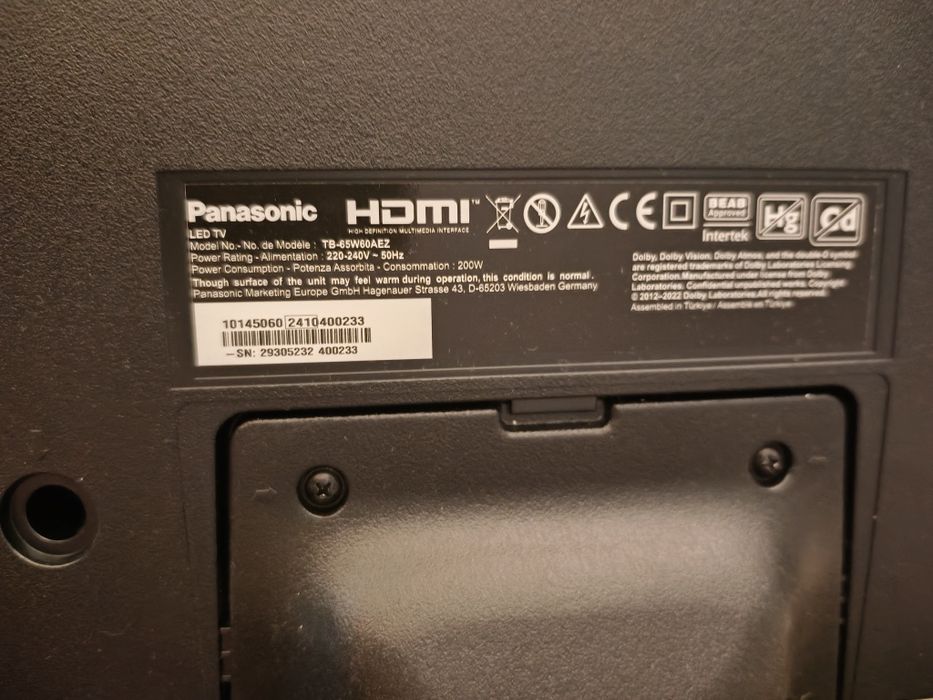 Panasonic
HDMI™
HIGH DEFINITION MULTIMEDIA INTERFACE
CE
BEAB
Approved
Intertek
Hg
Cd
LED TV
Model No.- No. de Modèle : TB-65W60AEZ
Power Rating - Alimentation : 220-240V ~ 50Hz
Power Consumption - Potenza Assorbita - Consommation : 200W
Though surface of the unit may feel warm during operation, this condition is normal.
Panasonic Marketing Europe GmbH Hagenauer Strasse 43, D-65203 Wiesbaden Germany
Dolby, Dolby Vision, Dolby Atmos, and the double-D symbol
are registered trademarks of Dolby Laboratories Licensing
Corporation. Manufactured under license from Dolby
Laboratories. Confidential unpublished works. Copyright
© 2012-2022 Dolby Laboratories. All rights reserved.
Assembled in Türkiye / Assemblé en Türkiye
10145060 2410400233
SN: 29305232 400233